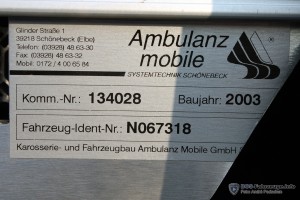 Glinder Straße 1
39218 Schönebeck (Elbe)
Telefon: (03928) 48 63-30
Fax: (03928) 48 63-32
Mobil: 0172 / 4 00 65 84
Ambulanz
mobile
SYSTEMTECHNIK SCHÖNEBECK
Komm.-Nr.: 134028 Baujahr: 2003
Fahrzeug-Ident-Nr.: N067318
Karosserie- und Fahrzeugbau Ambulanz Mobile GmbH